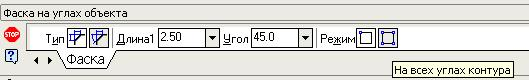 Фаска на углах объекта
STOP Тип Длина1 2.50 Угол 45.0 Режим
Фаска
На всех углах контура